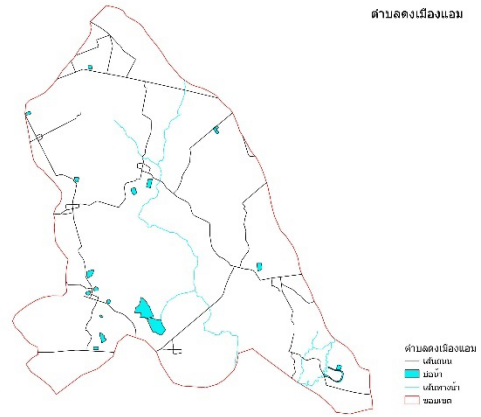 ตำบลดงเมืองแอม
ตำบลดงเมืองแอม
เส้นถนน
บ่อน้ำ
เส้นทางน้ำ
ขอบเขต